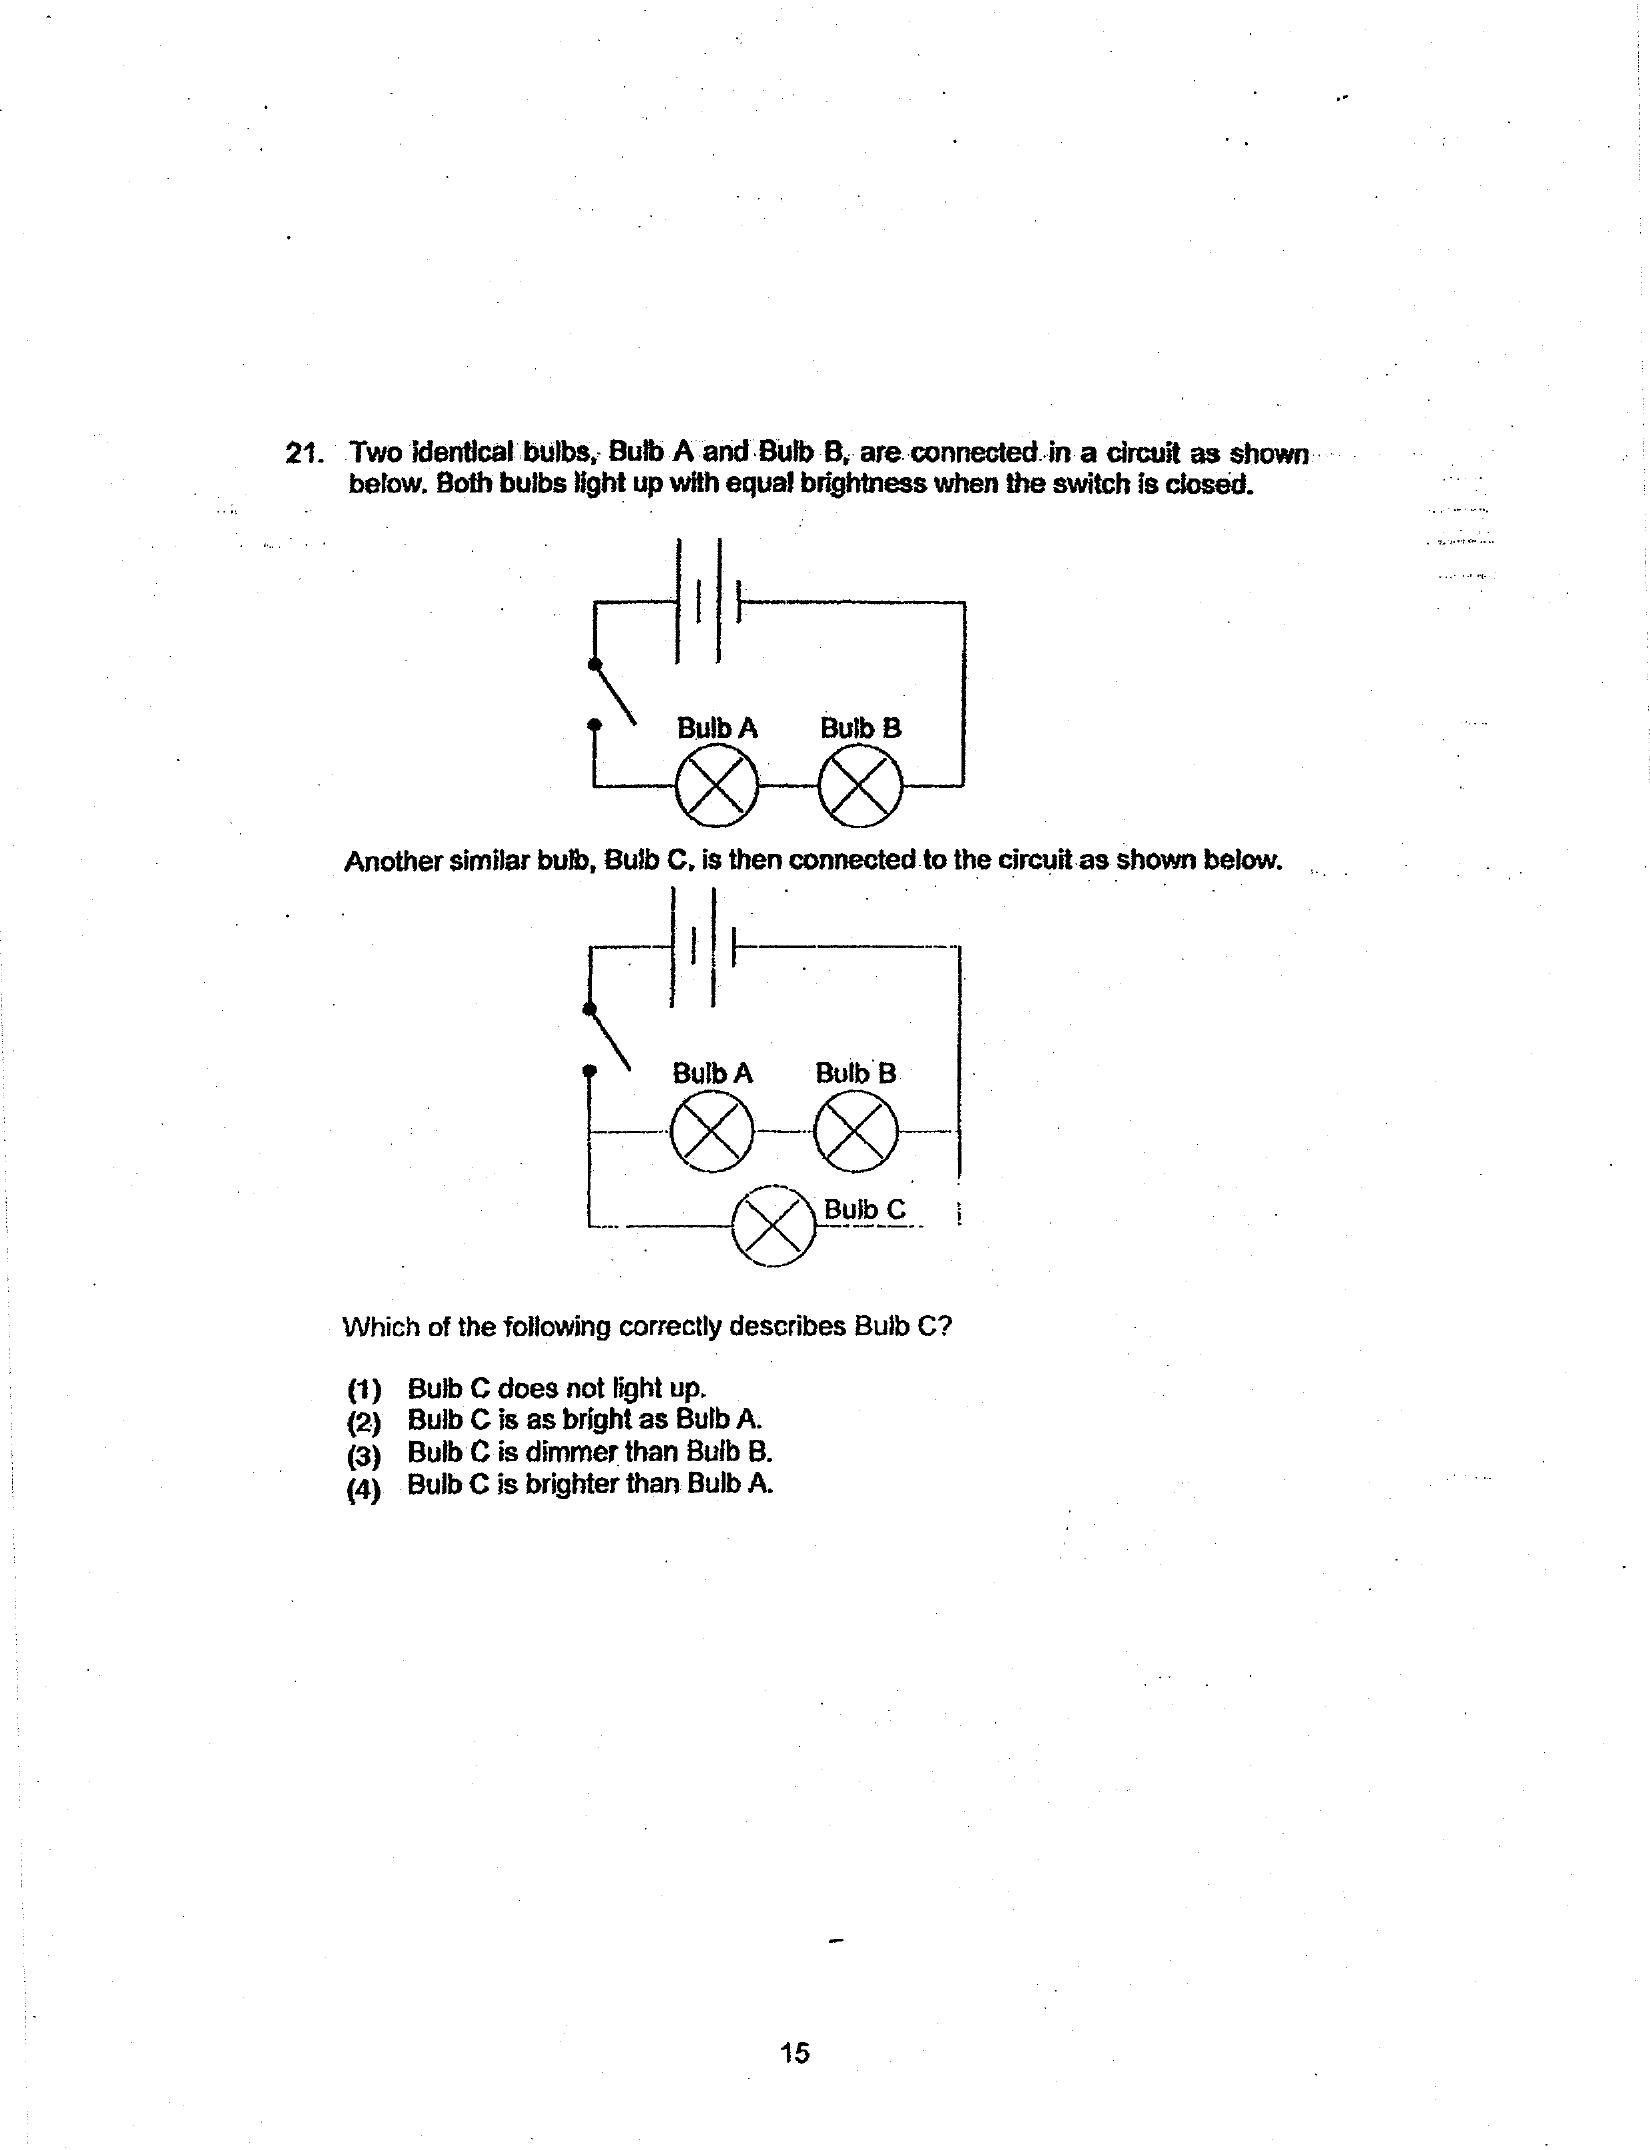 21. Two identical bulbs, Bulb A and Bulb B, are connected in a circuit as shown
below. Both bulbs light up with equal brightness when the switch is closed.
Bulb A Bulb B
Another similar bulb, Bulb C, is then connected to the circuit as shown below.
Bulb A Bulb B
Bulb C
Which of the following correctly describes Bulb C?
(1) Bulb C does not light up.
(2) Bulb C is as bright as Bulb A.
(3) Bulb C is dimmer than Bulb B.
(4) Bulb C is brighter than Bulb A.
15